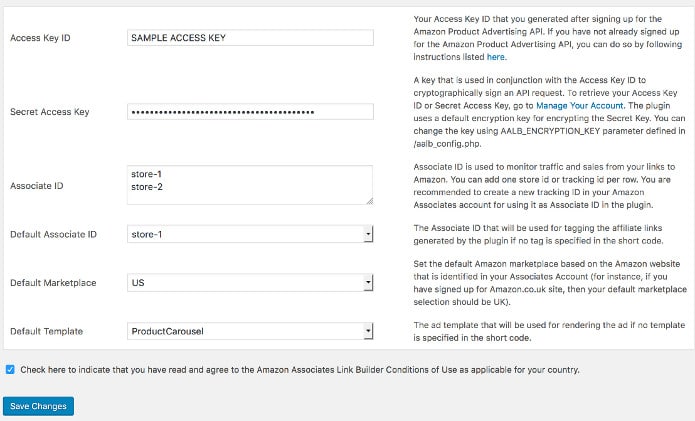 Your Access Key ID that you generated after signing up for the
Amazon Product Advertising API. If you have not already signed up
for the Amazon Product Advertising API, you can do so by following
instructions listed here.
Access Key ID
SAMPLE ACCESS KEY
A key that is used in conjunction with the Access Key ID to
cryptographically sign an API request. To retrieve your Access Key
ID or Secret Access Key, go to Manage Your Account. The plugin
uses a default encryption key for encrypting the Secret Key. You can
change the key using AALB_ENCRYPTION_KEY parameter defined in
/aalb_config.php.
Secret Access Key
Associate ID
store-1
store-2
Associate ID is used to monitor traffic and sales from your links to
Amazon. You can add one store id or tracking id per row. You are
recommended to create a new tracking ID in your Amazon
Associates account for using it as Associate ID in the plugin.
Default Associate ID
store-1
The Associate ID that will be used for tagging the affiliate links
generated by the plugin if no tag is specified in the short code.
Default Marketplace
US
Set the default Amazon marketplace based on the Amazon website
that is identified in your Associates Account (for instance, if you
have signed up for Amazon.co.uk site, then your default marketplace
selection should be UK).
Default Template
ProductCarousel
The ad template that will be used for rendering the ad if no template
is specified in the short code.
Check here to indicate that you have read and agree to the Amazon Associates Link Builder Conditions of Use as applicable for your country.
Save Changes